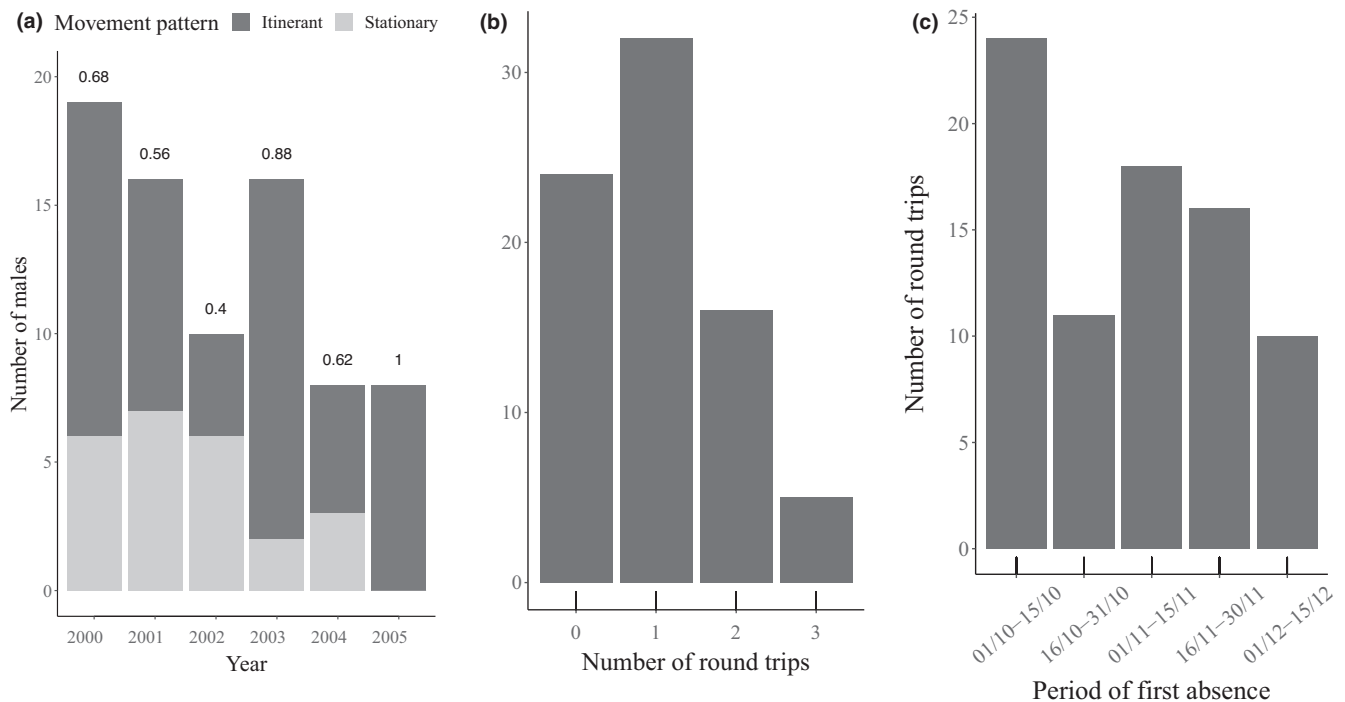 (a) Movement pattern Itinerant Stationary
20
15
10
5
0
Number of males
0.68
0.56
0.4
0.88
0.62
1
2000 2001 2002 2003 2004 2005
Year
(b)
30
20
10
0
0 1 2 3
Number of round trips
(c)
25
20
15
10
5
0
Number of round trips
01/10–15/10
16/10–31/10
01/11–15/11
16/11–30/11
01/12–15/12
Period of first absence